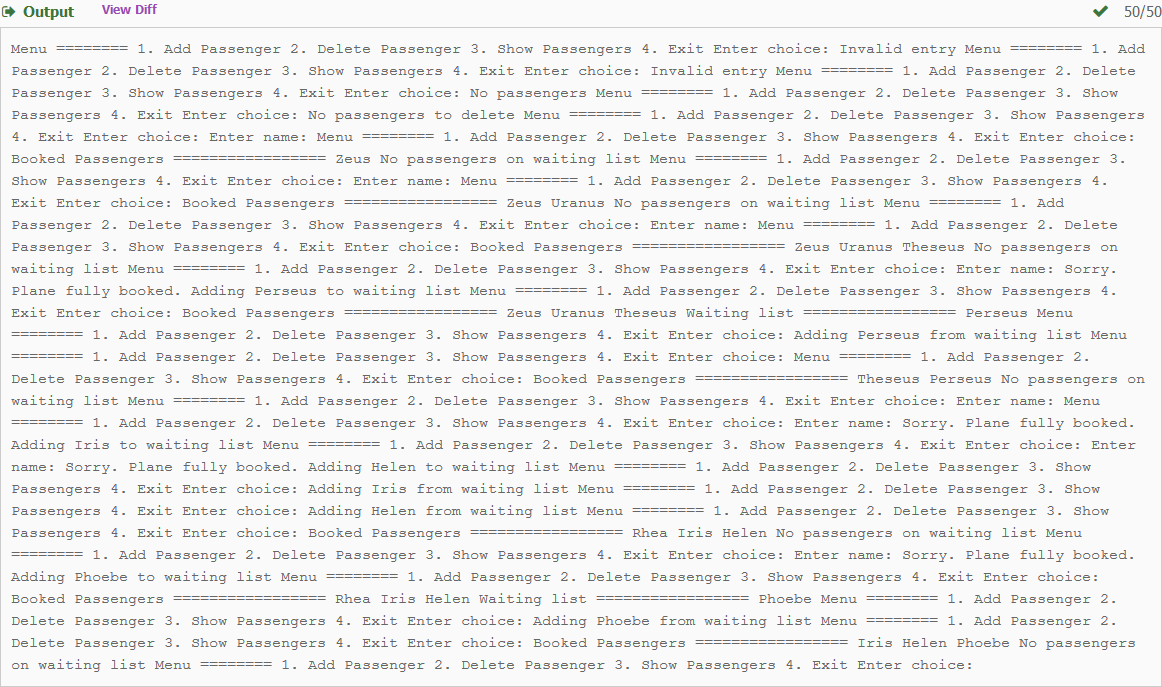 Output View Diff 50/50
Menu ======== 1. Add Passenger 2. Delete Passenger 3. Show Passengers 4. Exit Enter choice: Invalid entry Menu ======== 1. Add
Passenger 2. Delete Passenger 3. Show Passengers 4. Exit Enter choice: Invalid entry Menu ======== 1. Add Passenger 2. Delete
Passenger 3. Show Passengers 4. Exit Enter choice: No passengers Menu ======== 1. Add Passenger 2. Delete Passenger 3. Show
Passengers 4. Exit Enter choice: No passengers to delete Menu ======== 1. Add Passenger 2. Delete Passenger 3. Show Passengers
4. Exit Enter choice: Enter name: Menu ======== 1. Add Passenger 2. Delete Passenger 3. Show Passengers 4. Exit Enter choice:
Booked Passengers ================= Zeus No passengers on waiting list Menu ======== 1. Add Passenger 2. Delete Passenger 3.
Show Passengers 4. Exit Enter choice: Enter name: Menu ======== 1. Add Passenger 2. Delete Passenger 3. Show Passengers 4.
Exit Enter choice: Booked Passengers ================= Zeus Uranus No passengers on waiting list Menu ======== 1. Add
Passenger 2. Delete Passenger 3. Show Passengers 4. Exit Enter choice: Enter name: Menu ======== 1. Add Passenger 2. Delete
Passenger 3. Show Passengers 4. Exit Enter choice: Booked Passengers ================= Zeus Uranus Theseus No passengers on
waiting list Menu ======== 1. Add Passenger 2. Delete Passenger 3. Show Passengers 4. Exit Enter choice: Enter name: Sorry.
Plane fully booked. Adding Perseus to waiting list Menu ======== 1. Add Passenger 2. Delete Passenger 3. Show Passengers 4.
Exit Enter choice: Booked Passengers ================= Zeus Uranus Theseus Waiting list ================= Perseus Menu
======== 1. Add Passenger 2. Delete Passenger 3. Show Passengers 4. Exit Enter choice: Adding Perseus from waiting list Menu
======== 1. Add Passenger 2. Delete Passenger 3. Show Passengers 4. Exit Enter choice: Menu ======== 1. Add Passenger 2.
Delete Passenger 3. Show Passengers 4. Exit Enter choice: Booked Passengers ================= Theseus Perseus No passengers on
waiting list Menu ======== 1. Add Passenger 2. Delete Passenger 3. Show Passengers 4. Exit Enter choice: Enter name: Menu
======== 1. Add Passenger 2. Delete Passenger 3. Show Passengers 4. Exit Enter choice: Enter name: Sorry. Plane fully booked.
Adding Iris to waiting list Menu ======== 1. Add Passenger 2. Delete Passenger 3. Show Passengers 4. Exit Enter choice: Enter
name: Sorry. Plane fully booked. Adding Helen to waiting list Menu ======== 1. Add Passenger 2. Delete Passenger 3. Show
Passengers 4. Exit Enter choice: Adding Iris from waiting list Menu ======== 1. Add Passenger 2. Delete Passenger 3. Show
Passengers 4. Exit Enter choice: Adding Helen from waiting list Menu ======== 1. Add Passenger 2. Delete Passenger 3. Show
Passengers 4. Exit Enter choice: Booked Passengers ================= Rhea Iris Helen No passengers on waiting list Menu
======== 1. Add Passenger 2. Delete Passenger 3. Show Passengers 4. Exit Enter choice: Enter name: Sorry. Plane fully booked.
Adding Phoebe to waiting list Menu ======== 1. Add Passenger 2. Delete Passenger 3. Show Passengers 4. Exit Enter choice:
Booked Passengers ================= Rhea Iris Helen Waiting list ================= Phoebe Menu ======== 1. Add Passenger 2.
Delete Passenger 3. Show Passengers 4. Exit Enter choice: Adding Phoebe from waiting list Menu ======== 1. Add Passenger 2.
Delete Passenger 3. Show Passengers 4. Exit Enter choice: Booked Passengers ================= Iris Helen Phoebe No passengers
on waiting list Menu ======== 1. Add Passenger 2. Delete Passenger 3. Show Passengers 4. Exit Enter choice: